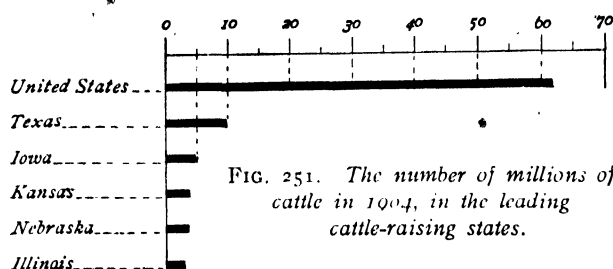 0 10 20 30 40 50 60 70
United States
Texas
Iowa
FIG. 251. The number of millions of
Kansas
cattle in 1904, in the leading
Nebraska
cattle-raising states.
Illinois